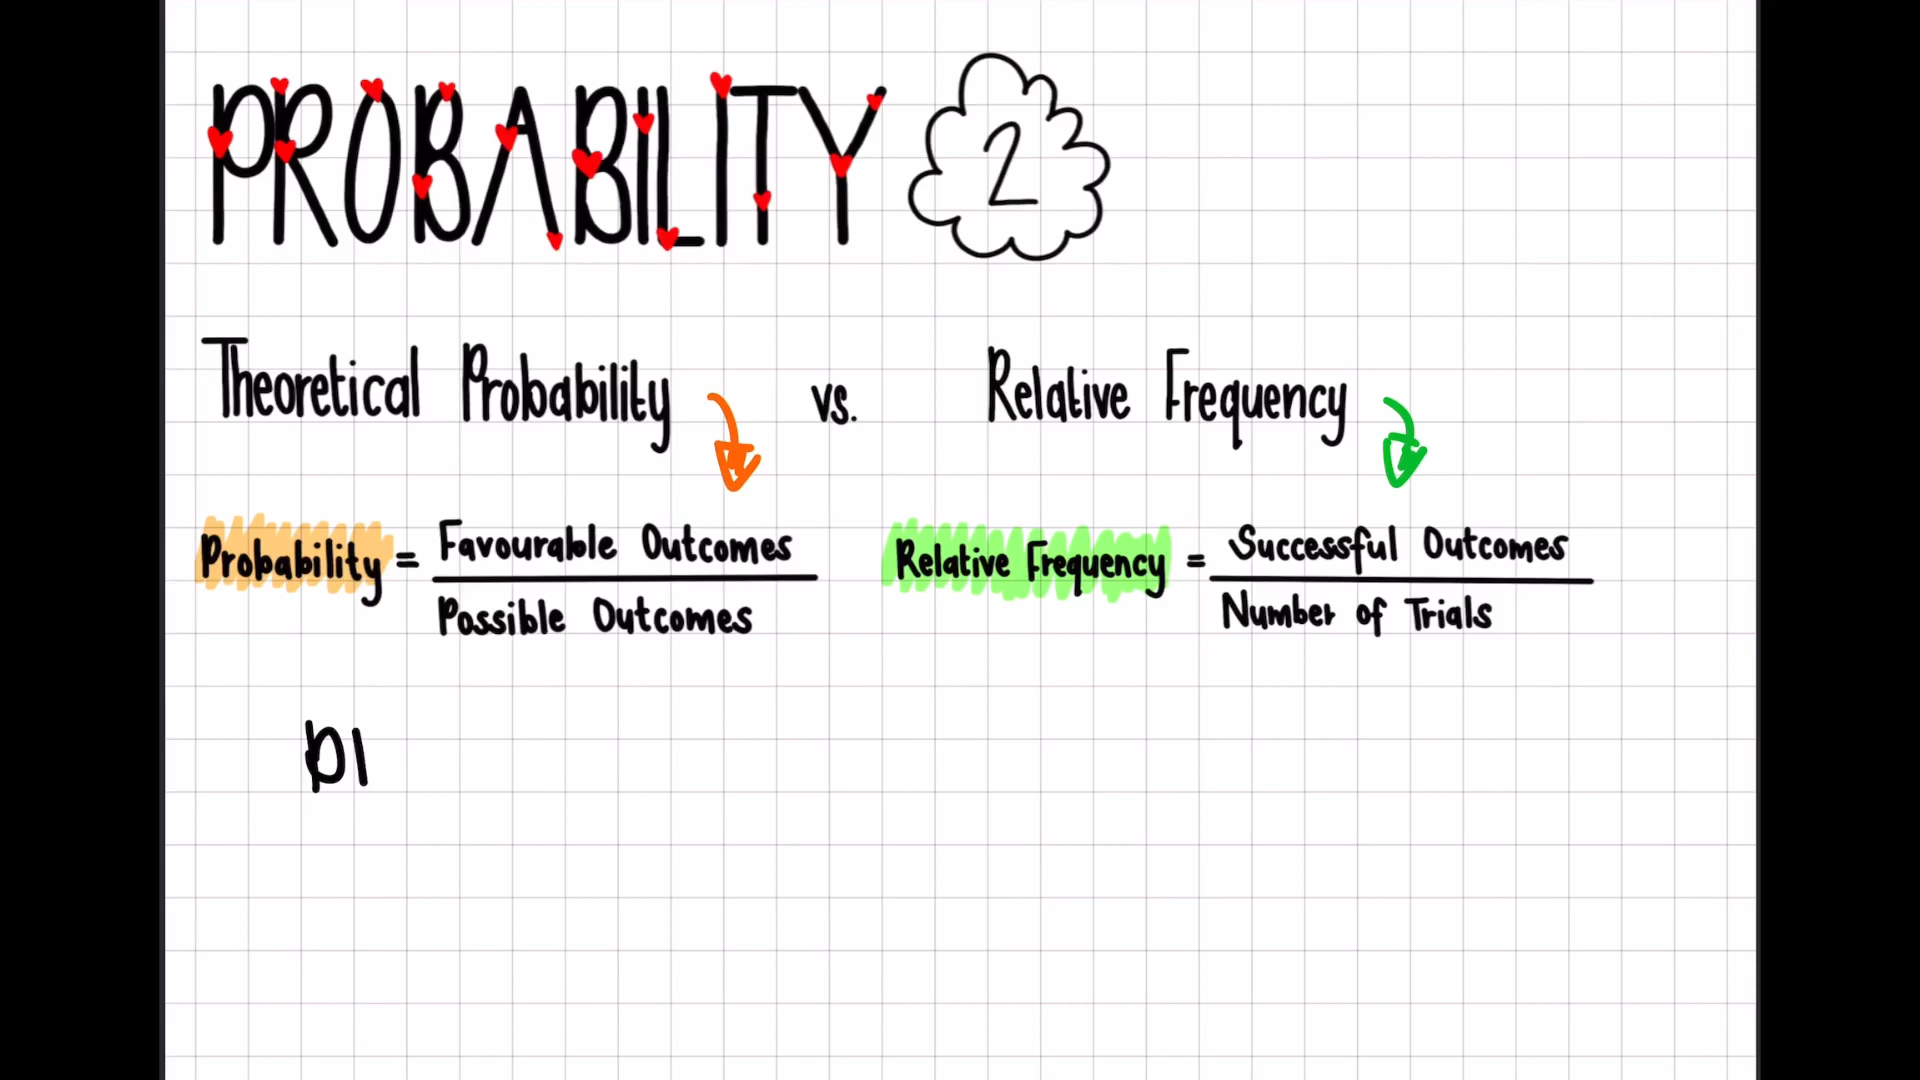 PROBABILITY 2
Theoretical Probability vs. Relative Frequency
Probability = Favourable Outcomes / Possible Outcomes
Relative Frequency = Successful Outcomes / Number of Trials